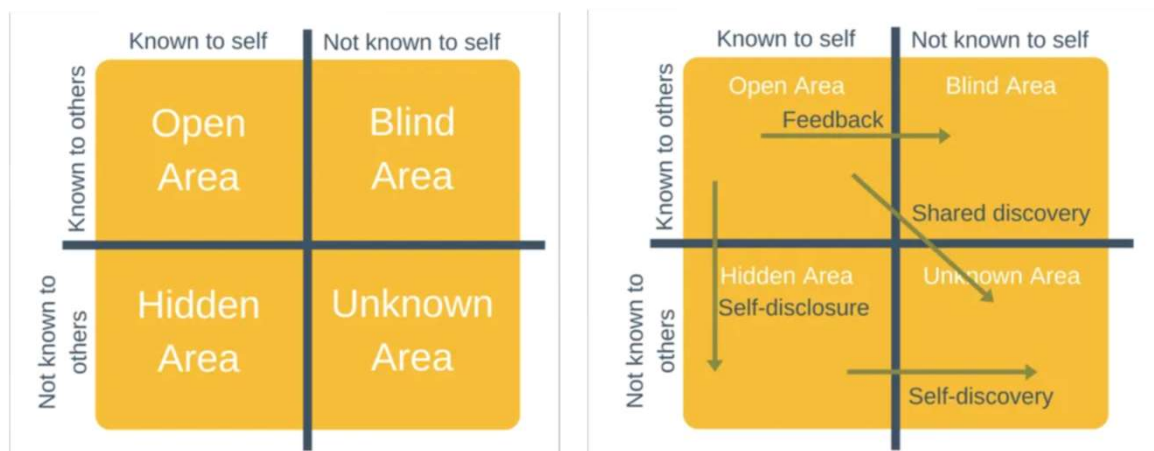 Known to self
Not known to self
Known to others
Open
Area
Blind
Area
Not known to
others
Hidden
Area
Unknown
Area
Known to self
Not known to self
Known to others
Open Area
Blind Area
Feedback
Shared discovery
Not known to
others
Hidden Area
Unknown Area
Self-disclosure
Self-discovery